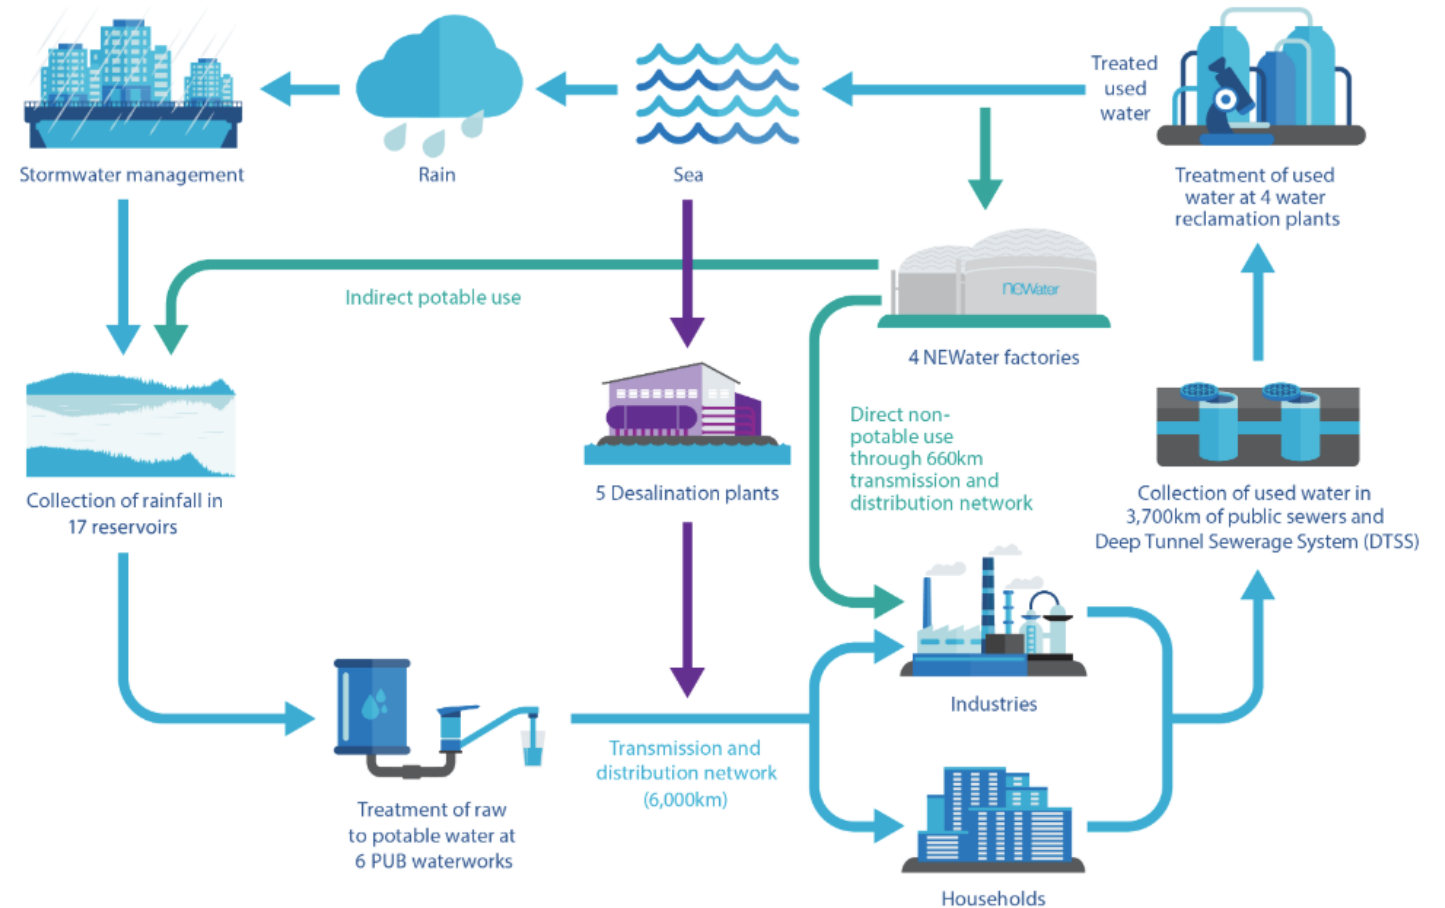 Treated
used
water
Stormwater management
Rain
Sea
Treatment of used
water at 4 water
reclamation plants
Indirect potable use
NEWater
4 NEWater factories
Direct non-
potable use
through 660km
transmission and
distribution network
Collection of rainfall in
17 reservoirs
5 Desalination plants
Collection of used water in
3,700km of public sewers and
Deep Tunnel Sewerage System (DTSS)
Industries
Transmission and
distribution network
(6,000km)
Treatment of raw
to potable water at
6 PUB waterworks
Households